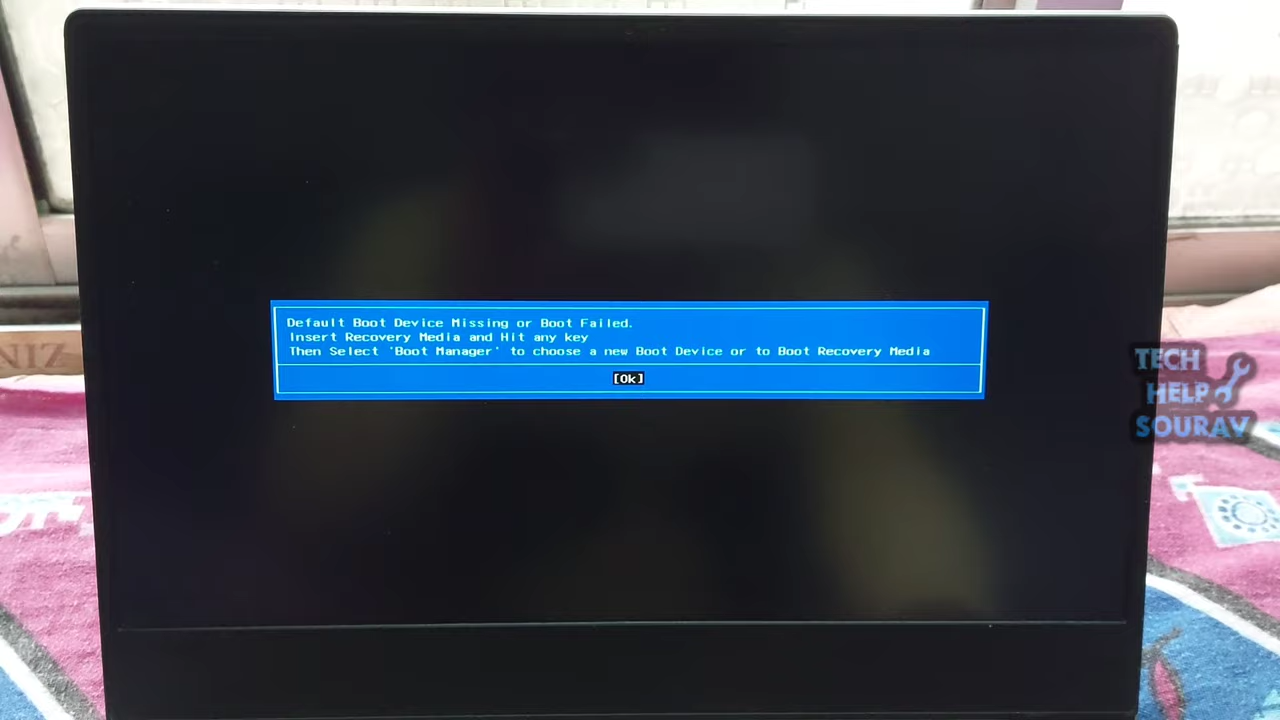 Default Boot Device Missing or Boot Failed.
Insert Recovery Media and Hit any key
Then Select 'Boot Manager' to choose a new Boot Device or to Boot Recovery Media
[Ok]
TECH
HELP
SOURAV
NIZ